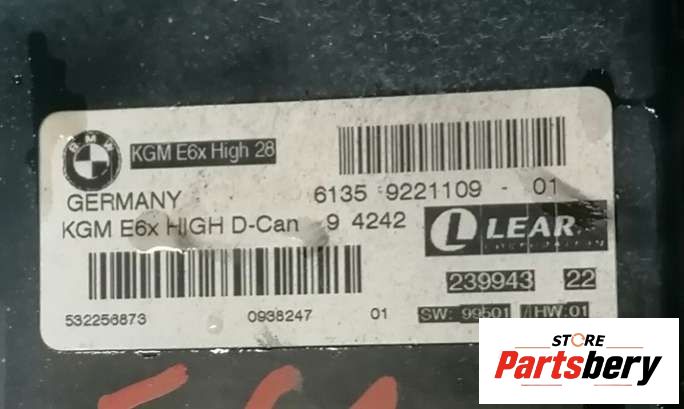 BMW
KGM E6x High 28
GERMANY
6135 9221109 - 01
KGM E6x HIGH D-Can 9 4242
LEAR
CORPORATION
239943 22
532256873 0938247 01
SW: 99501 /HW:01
STORE
Partsbery